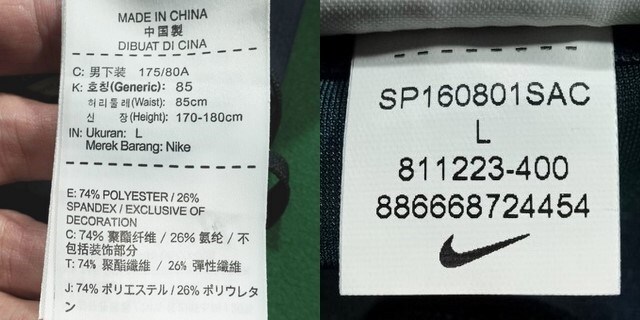 MADE IN CHINA
中國製
DIBUAT DI CINA
C: 男下装 175/80A
K: 호칭(Generic): 85
허리둘레(Waist): 85cm
신 장(Height): 170-180cm
IN: Ukuran: L
Merek Barang: Nike
E: 74% POLYESTER / 26%
SPANDEX / EXCLUSIVE OF
DECORATION
C: 74% 聚酯纤维 / 26% 氨纶 / 不
包括装饰部分
T: 74% 聚酯纖維 / 26% 彈性纖維
J: 74% ポリエステル / 26% ポリウレタ
ン
SP160801SAC
L
811223-400
886668724454